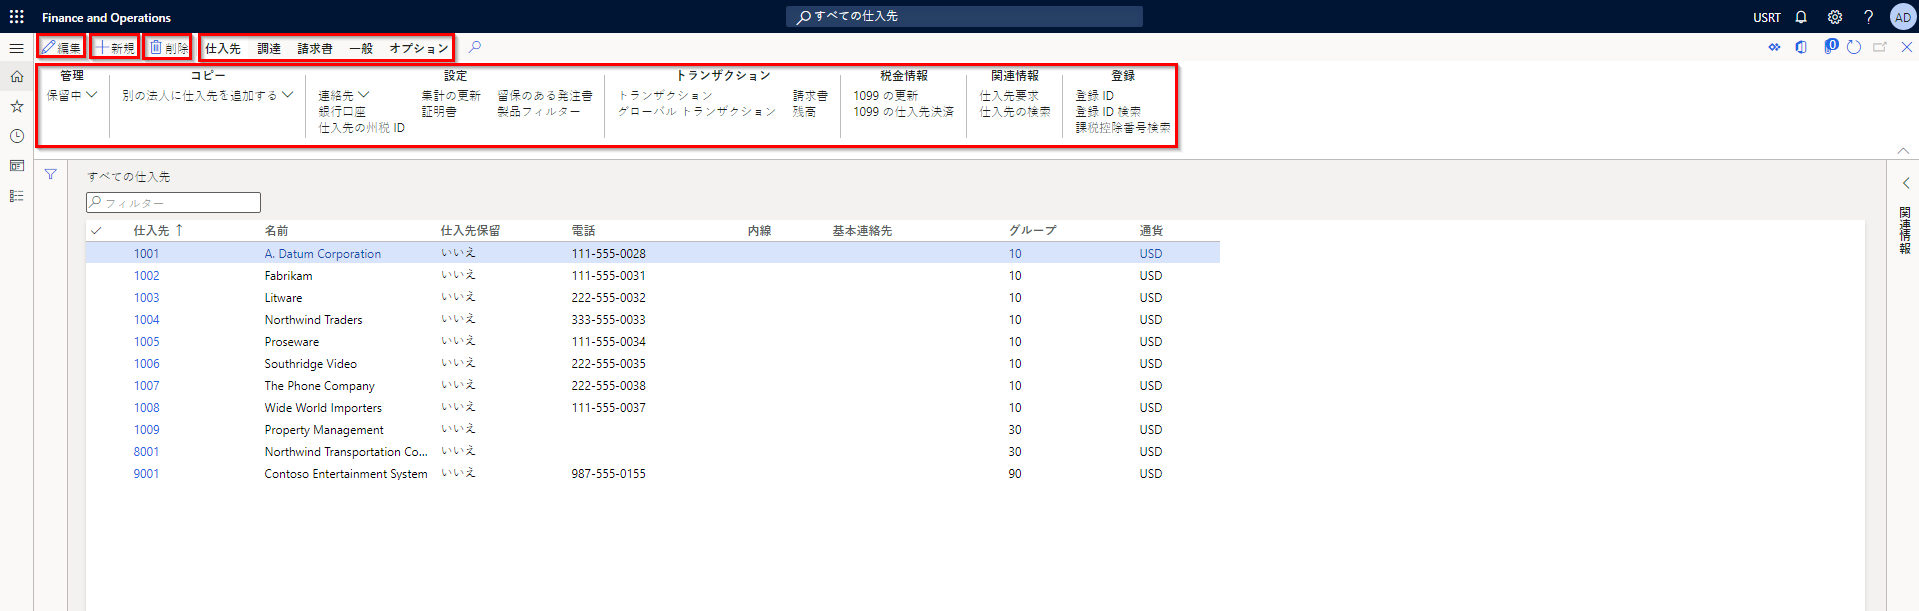 Finance and Operations
すべての仕入先
USRT
?
AD
編集
新規
削除
仕入先
調達
請求書
一般
オプション
0
管理
保留中
コピー
別の法人に仕入先を追加する
設定
連絡先
集計の更新
留保のある発注書
銀行口座
証明書
製品フィルター
仕入先の州税 ID
トランザクション
トランザクション
請求書
グローバル トランザクション
残高
税金情報
1099 の更新
1099 の仕入先決済
関連情報
仕入先要求
仕入先の検索
登録
登録 ID
登録 ID 検索
課税控除番号検索
すべての仕入先
フィルター
仕入先 ↑ 名前 仕入先保留 電話 内線 基本連絡先 グループ 通貨
1001 A. Datum Corporation いいえ 111-555-0028 10 USD
1002 Fabrikam いいえ 111-555-0031 10 USD
1003 Litware いいえ 222-555-0032 10 USD
1004 Northwind Traders いいえ 333-555-0033 10 USD
1005 Proseware いいえ 111-555-0034 10 USD
1006 Southridge Video いいえ 222-555-0035 10 USD
1007 The Phone Company いいえ 222-555-0038 10 USD
1008 Wide World Importers いいえ 111-555-0037 10 USD
1009 Property Management いいえ 30 USD
8001 Northwind Transportation Co... いいえ 30 USD
9001 Contoso Entertainment System いいえ 987-555-0155 90 USD
関連情報